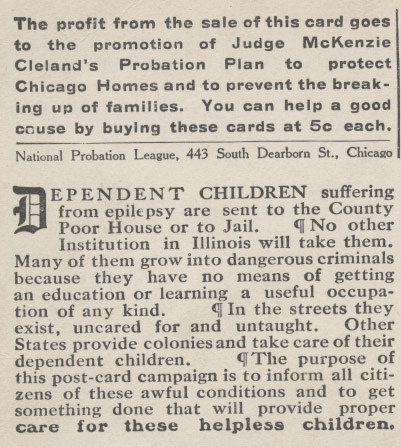 The profit from the sale of this card goes
to the promotion of Judge McKenzie
Cleland's Probation Plan to protect
Chicago Homes and to prevent the break-
ing up of families. You can help a good
cause by buying these cards at 5c each.
National Probation League, 443 South Dearborn St., Chicago
DEPENDENT CHILDREN suffering
from epilepsy are sent to the County
Poor House or to Jail. ¶ No other
Institution in Illinois will take them.
Many of them grow into dangerous criminals
because they have no means of getting
an education or learning a useful occupa-
tion of any kind. ¶ In the streets they
exist, uncared for and untaught. Other
States provide colonies and take care of their
dependent children. ¶ The purpose of
this post-card campaign is to inform all citi-
zens of these awful conditions and to get
something done that will provide proper
care for these helpless children.